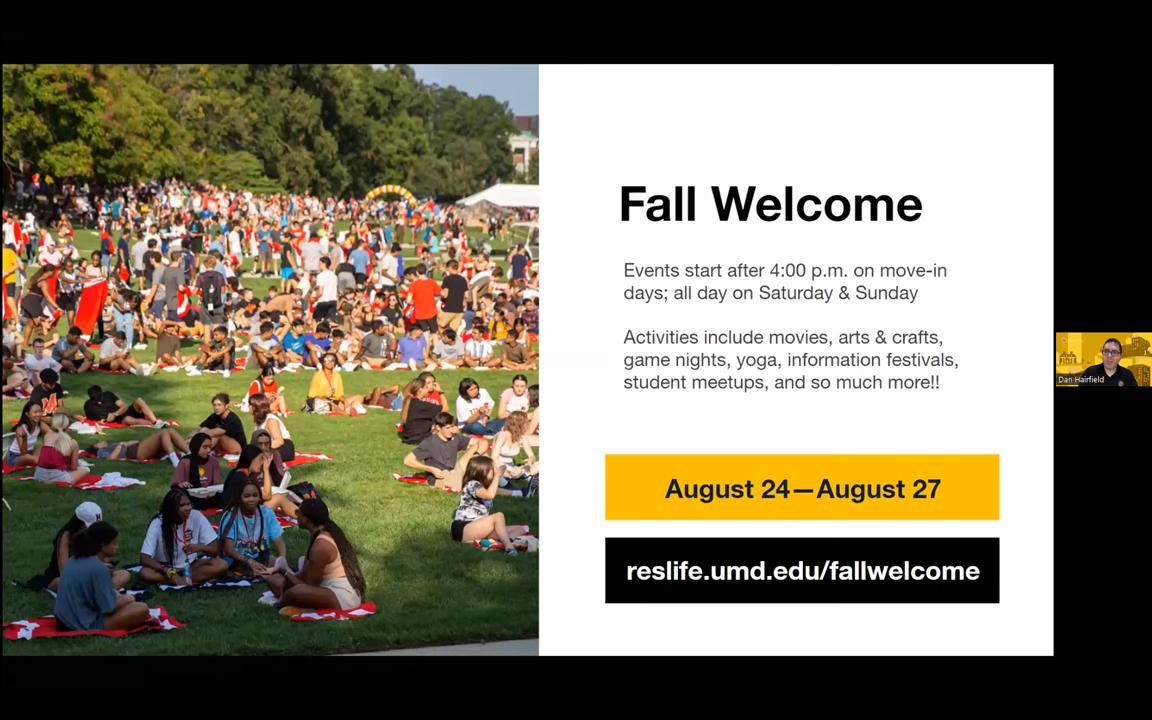 Fall Welcome
Events start after 4:00 p.m. on move-in
days; all day on Saturday & Sunday
Activities include movies, arts & crafts,
game nights, yoga, information festivals,
student meetups, and so much more!!
August 24—August 27
reslife.umd.edu/fallwelcome
Dan Hairfield